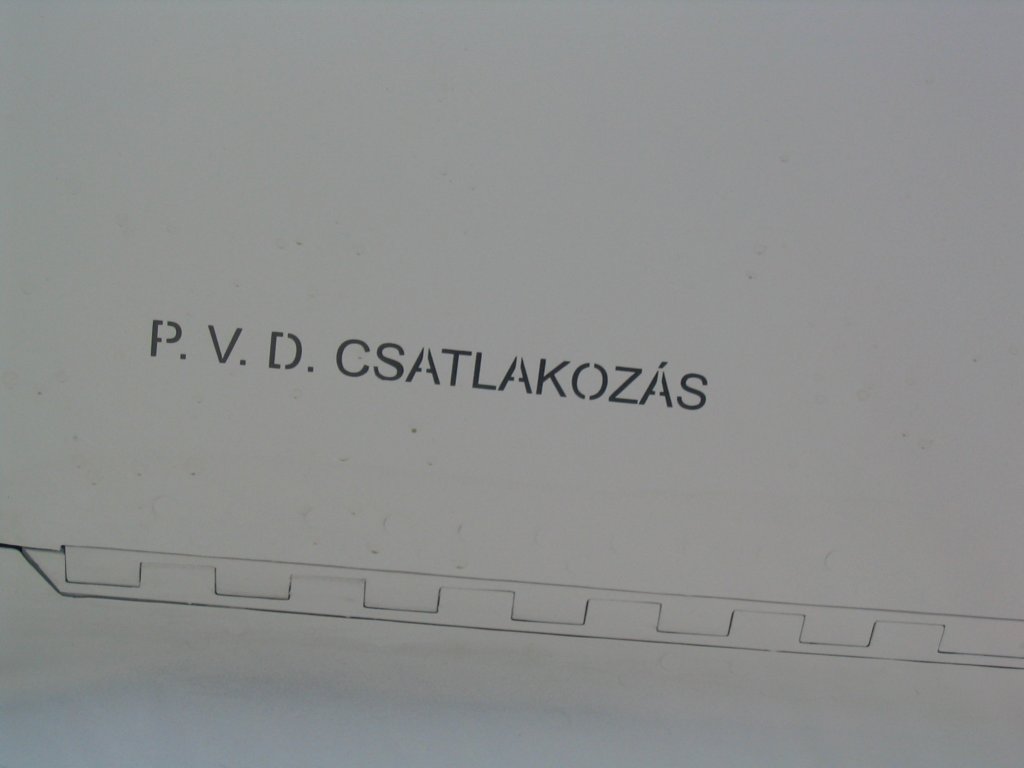 P. V. D. CSATLAKOZÁS